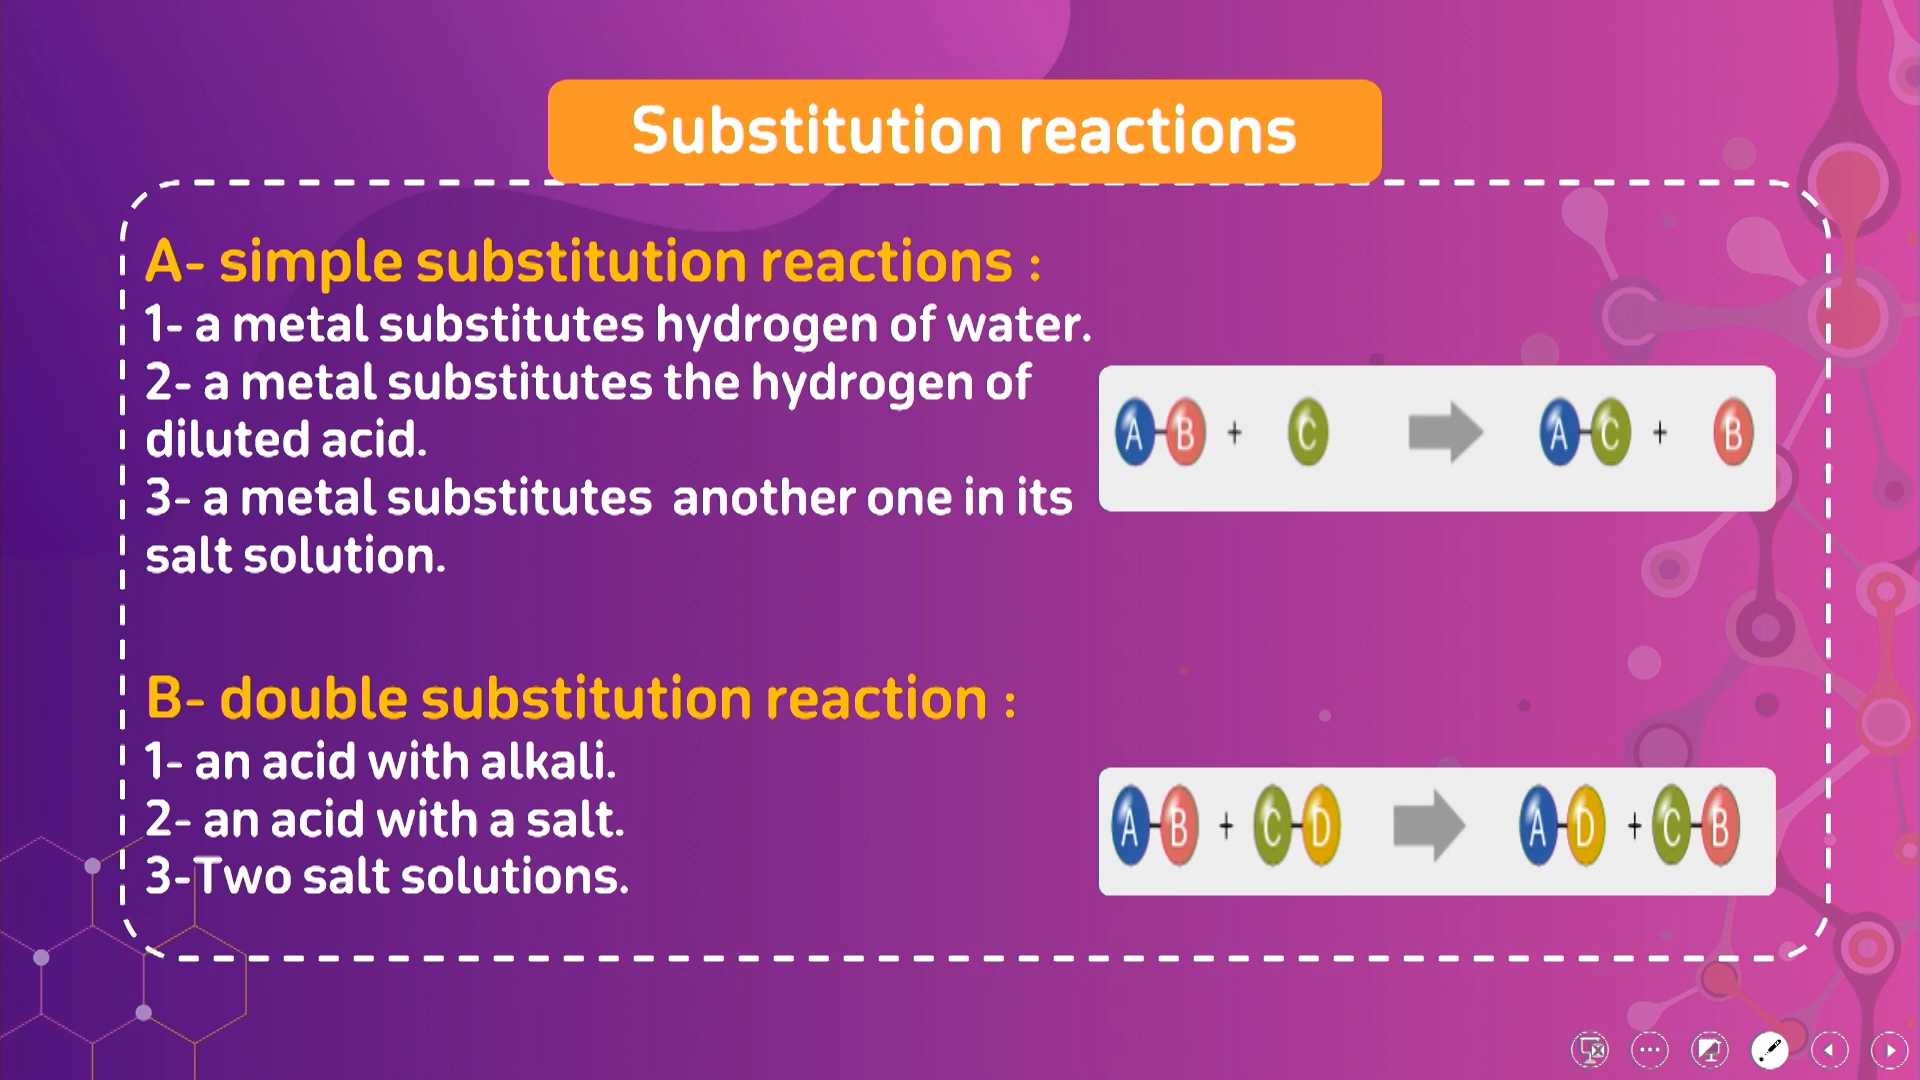 Substitution reactions
A- simple substitution reactions :
1- a metal substitutes hydrogen of water.
2- a metal substitutes the hydrogen of
diluted acid.
3- a metal substitutes another one in its
salt solution.
A-B + C A-C + B
B- double substitution reaction :
1- an acid with alkali.
2- an acid with a salt.
3-Two salt solutions.
A-B + C-D A-D + C-B